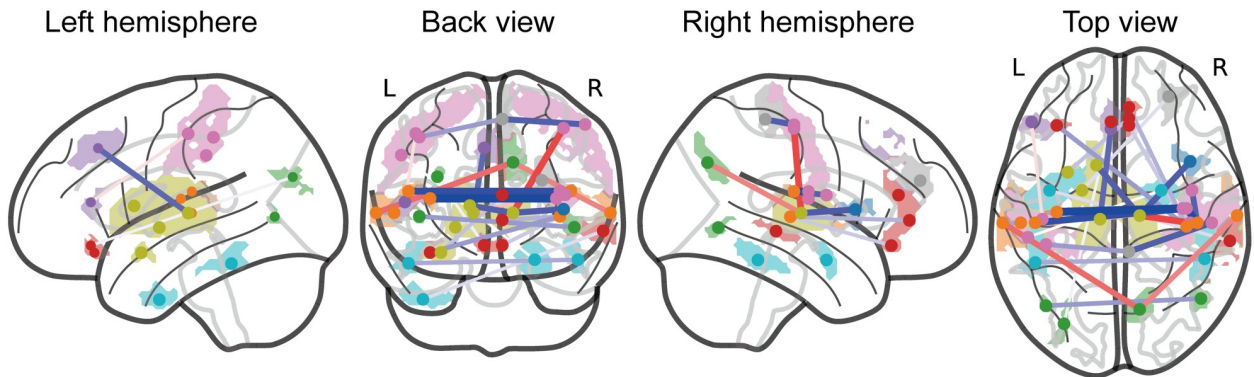 Left hemisphere
Back view
Right hemisphere
Top view
L
R
L
R